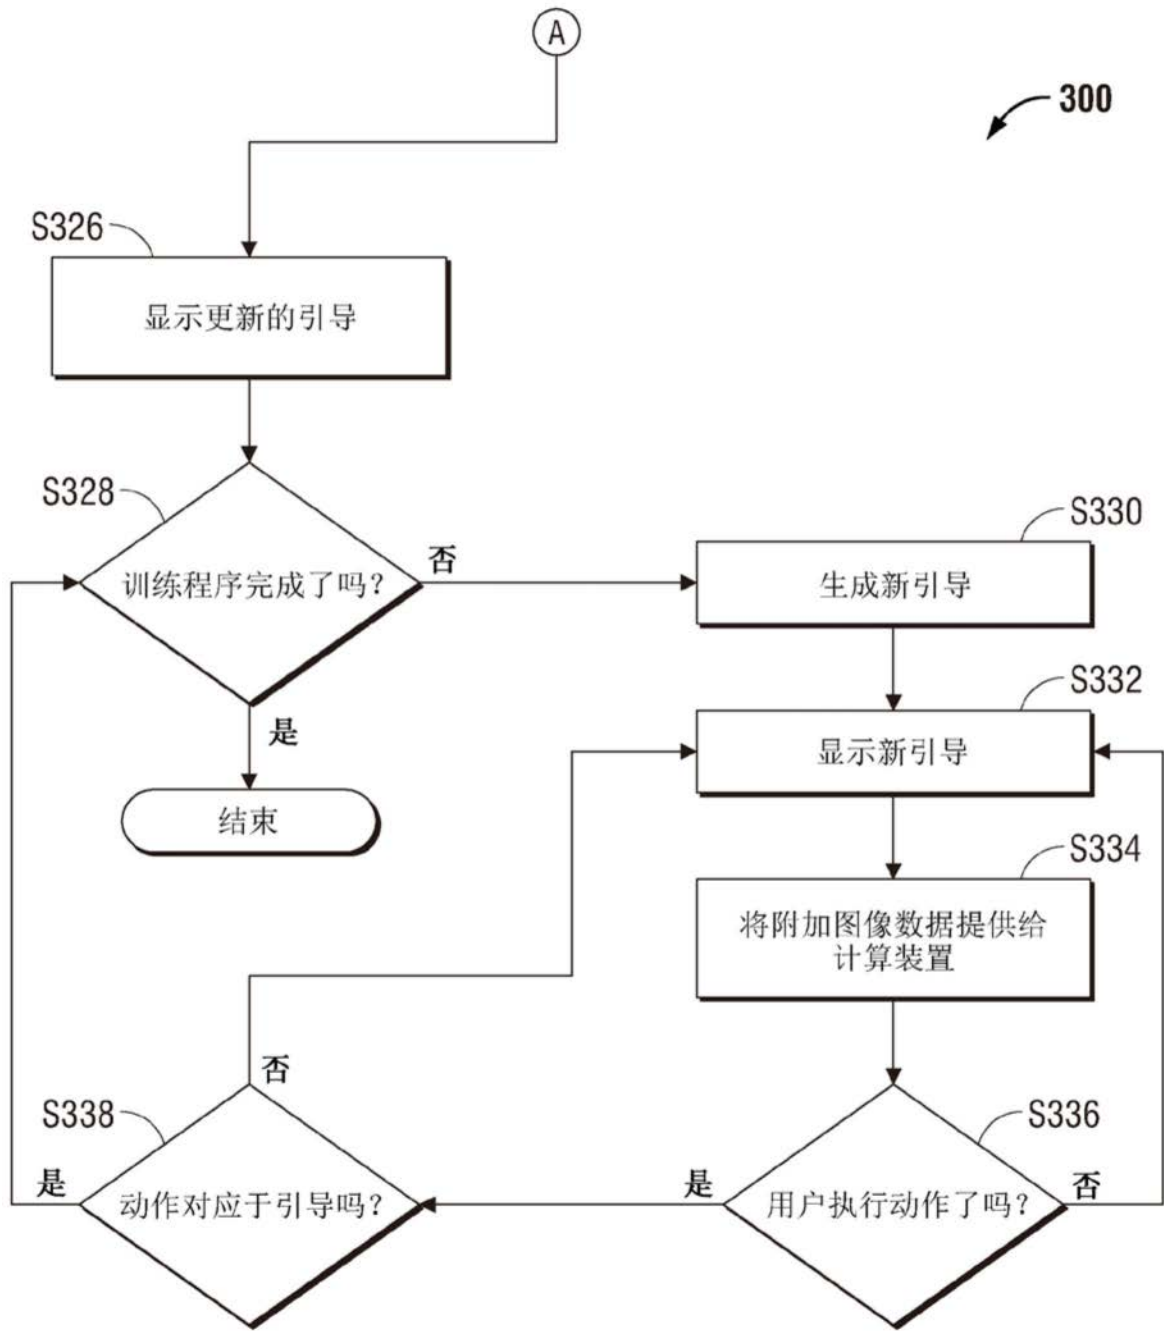 A
300
S326
显示更新的引导
S328
训练程序完成了吗?
否
是
结束
S330
生成新引导
S332
显示新引导
S334
将附加图像数据提供给
计算装置
S336
用户执行动作了吗?
否
是
S338
动作对应于引导吗?
否
是